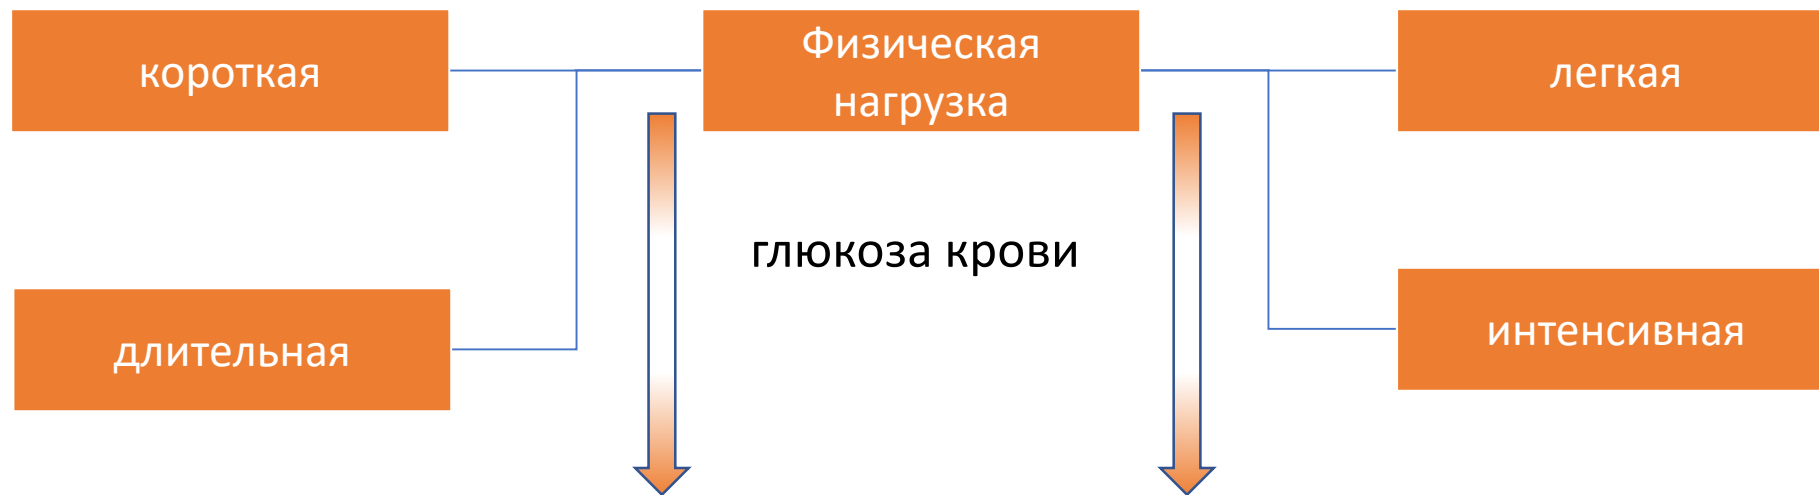 короткая
Физическая
нагрузка
легкая
глюкоза крови
длительная
интенсивная